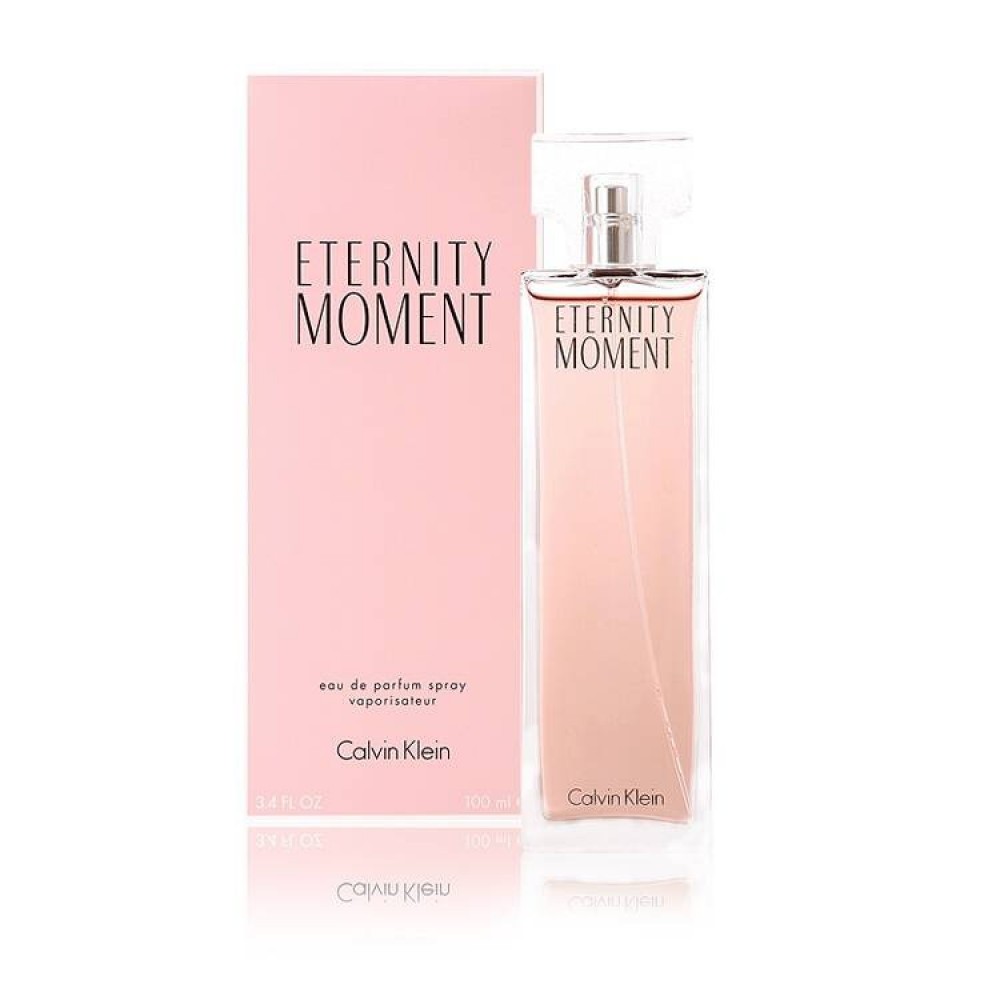 ETERNITY
MOMENT
eau de parfum spray
vaporisateur
Calvin Klein
3.4 FL OZ
100 ml
ETERNITY
MOMENT
Calvin Klein